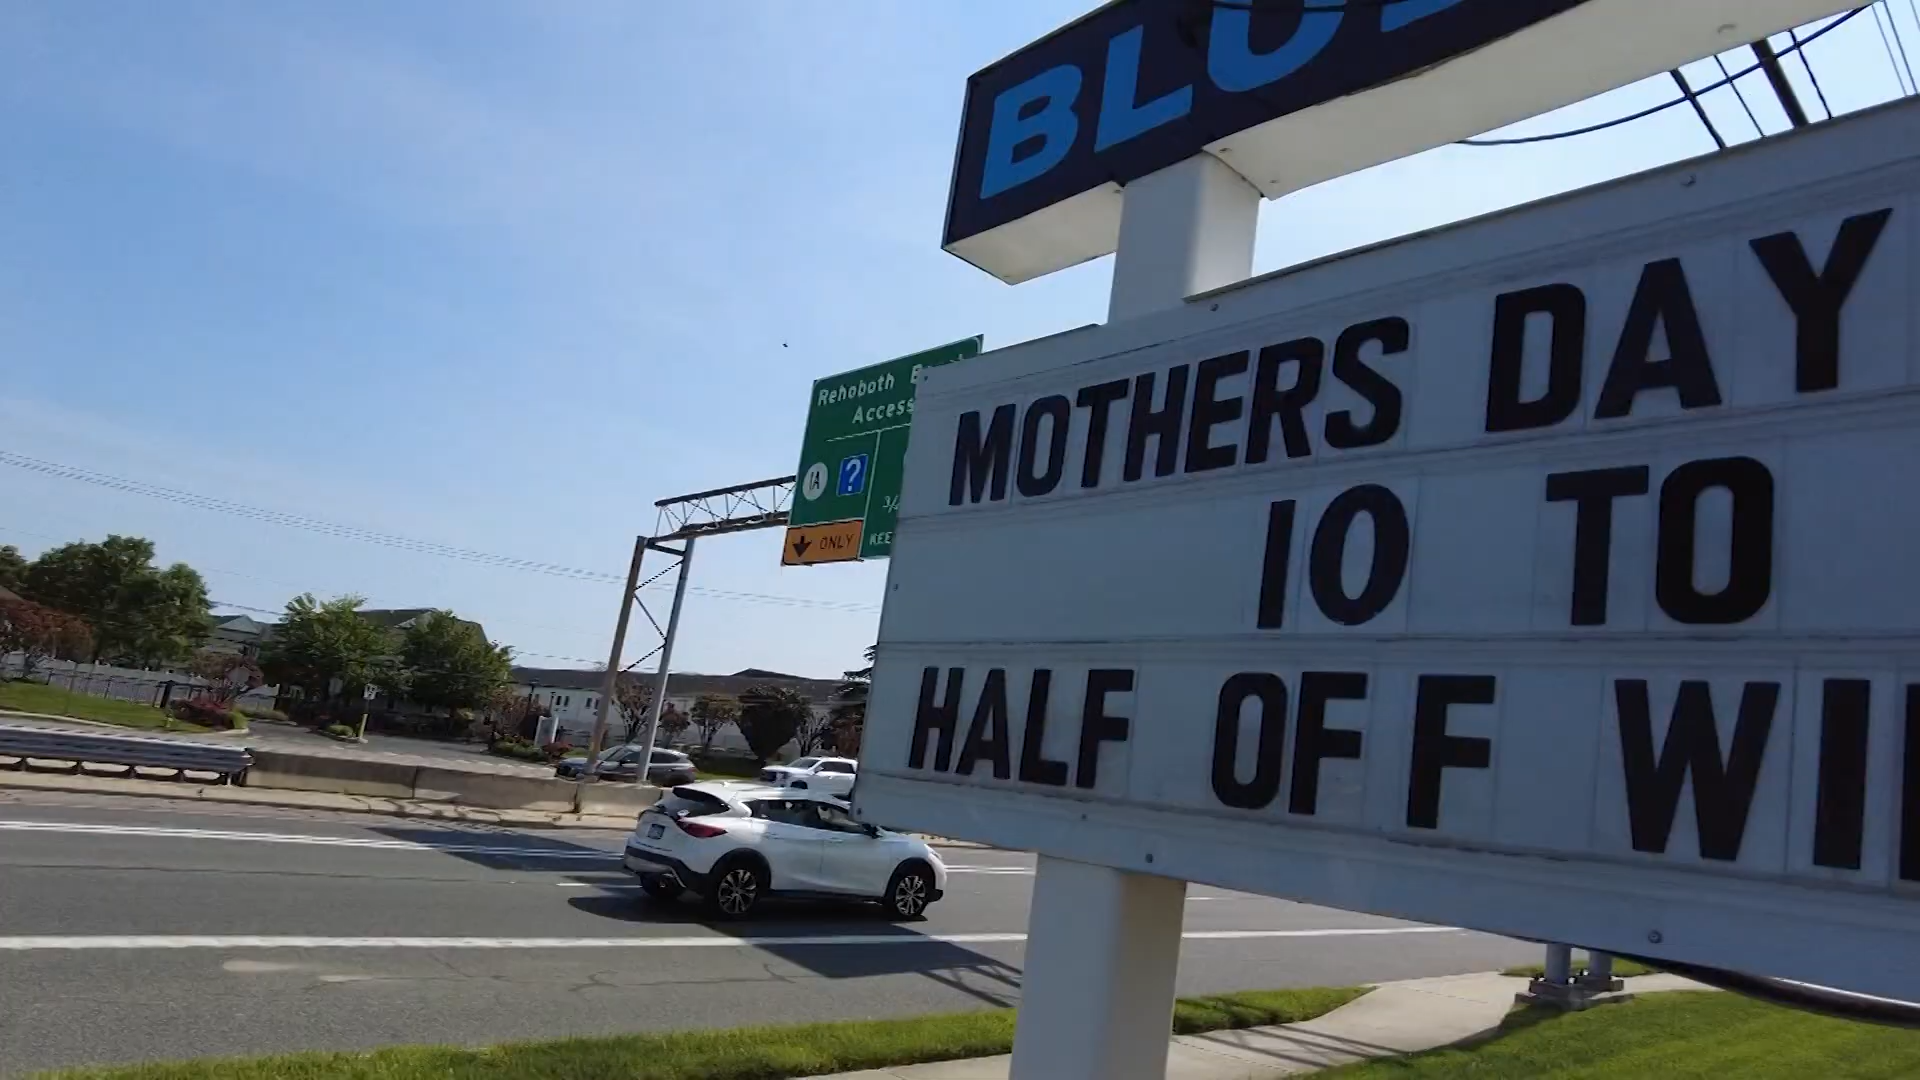 BLU
MOTHERS DAY
10 TO
HALF OFF WI
Rehoboth
Access
1A ?
ONLY